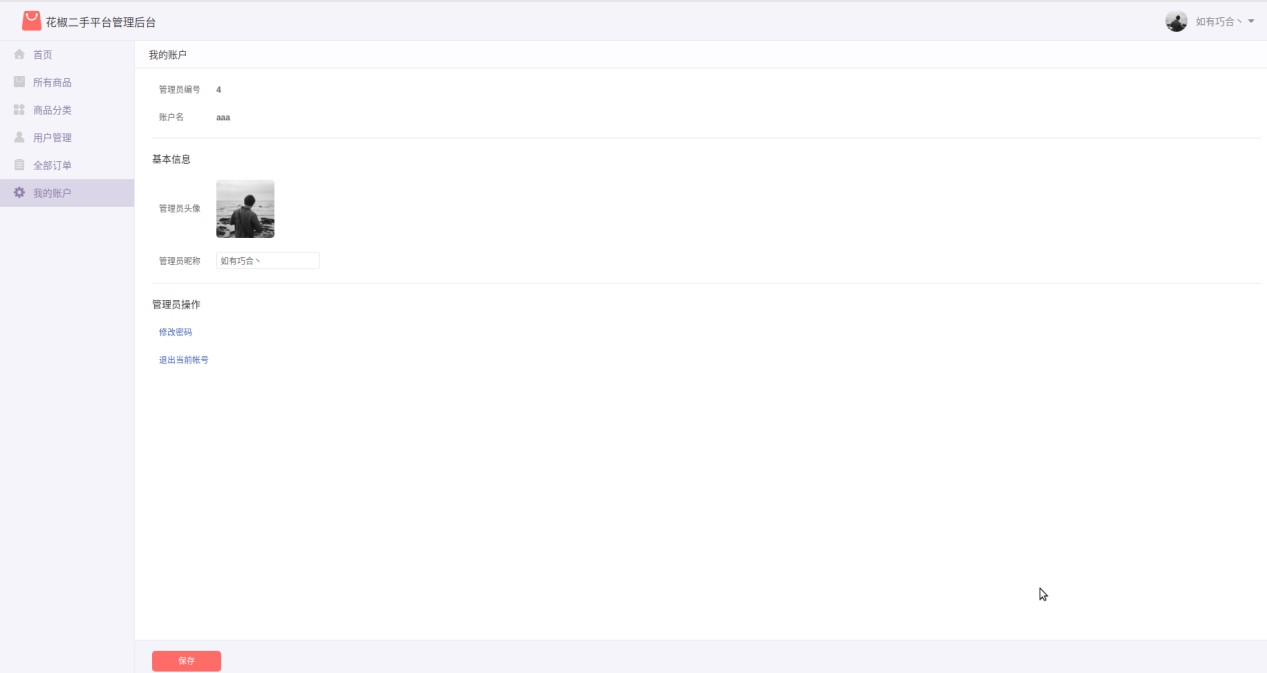 花椒二手平台管理后台
如有巧合丶
首页
所有商品
商品分类
用户管理
全部订单
我的账户
我的账户
管理员编号 4
账户名 aaa
基本信息
管理员头像
管理员昵称 如有巧合丶
管理员操作
修改密码
退出当前帐号
保存